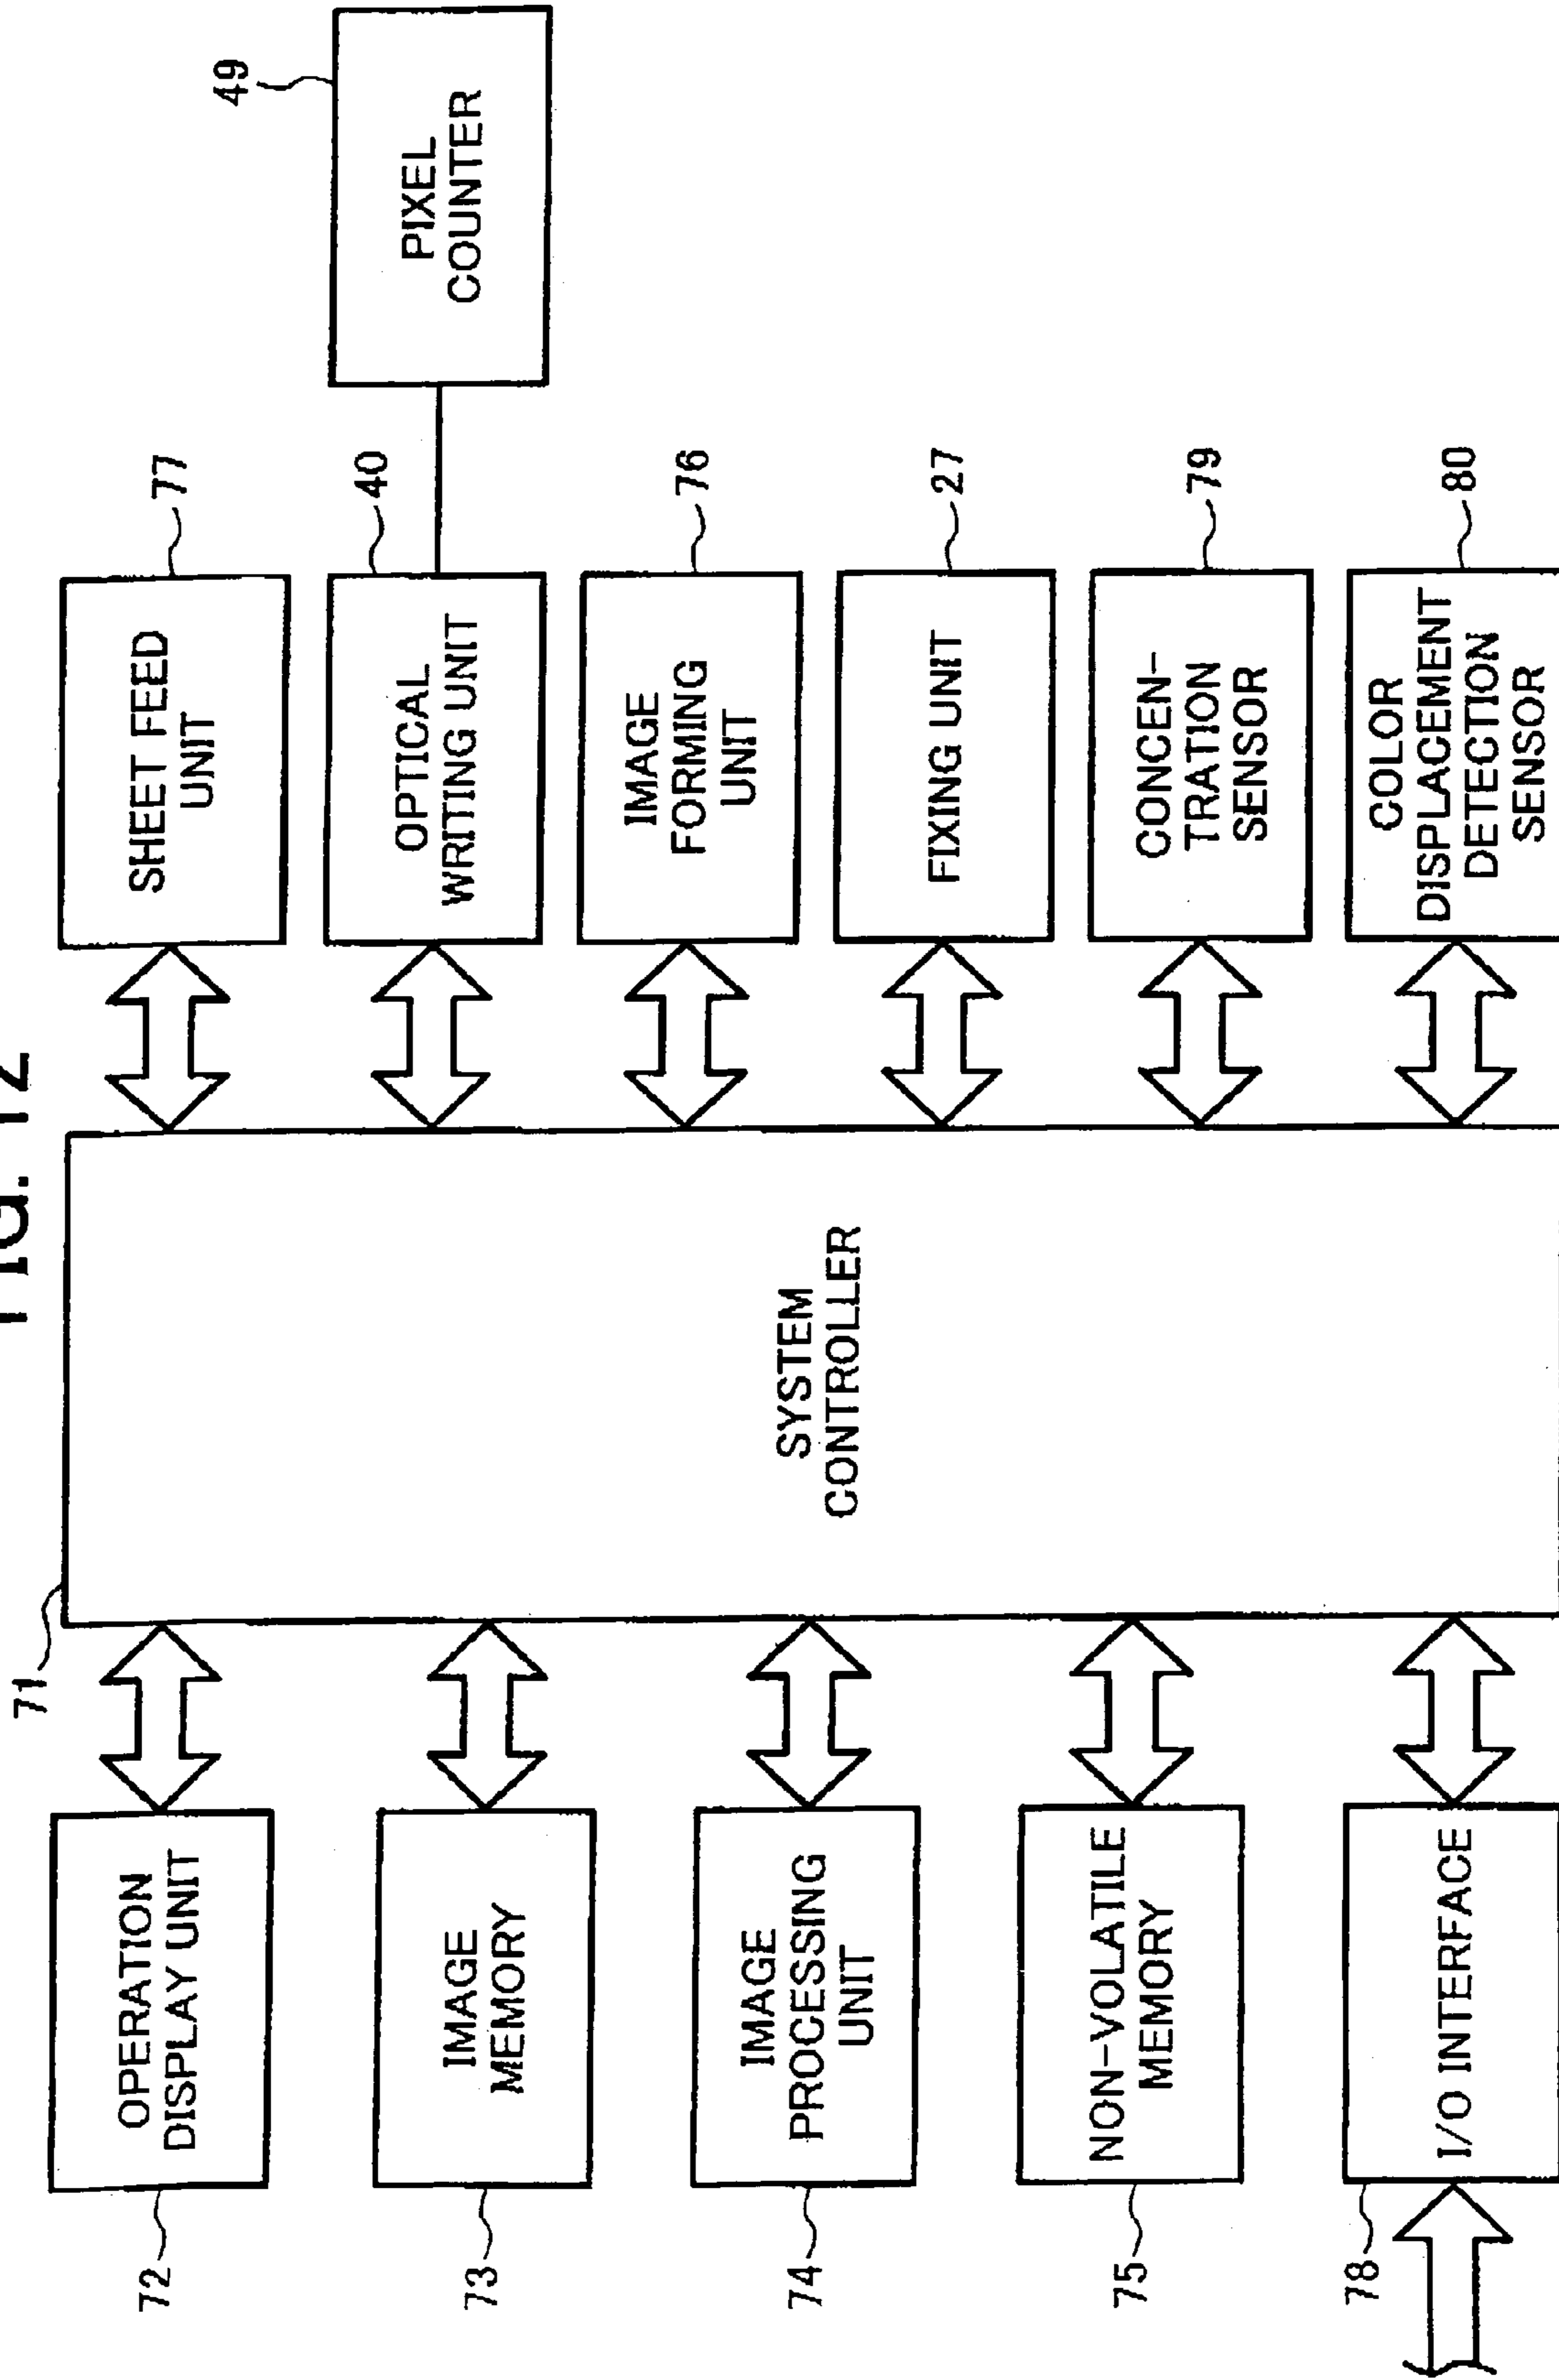 FIG. 12
71
72
OPERATION
DISPLAY UNIT
73
IMAGE
MEMORY
74
IMAGE
PROCESSING
UNIT
75
NON-VOLATILE
MEMORY
78
I/O INTERFACE
SYSTEM
CONTROLLER
77
SHEET FEED
UNIT
40
OPTICAL
WRITING UNIT
76
IMAGE
FORMING
UNIT
27
FIXING UNIT
79
CONCEN-
TRATION
SENSOR
80
COLOR
DISPLACEMENT
DETECTION
SENSOR
49
PIXEL
COUNTER